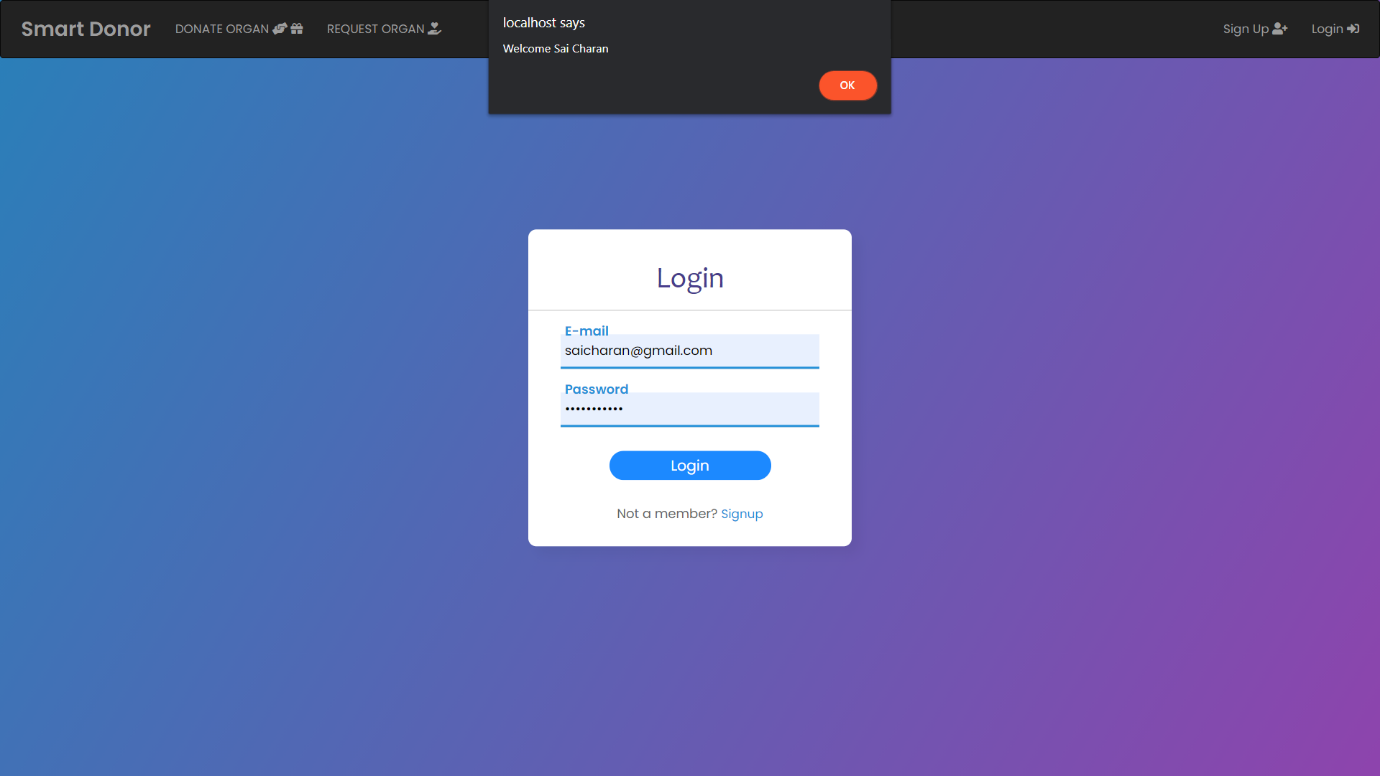 Smart Donor DONATE ORGAN REQUEST ORGAN Sign Up Login
localhost says
Welcome Sai Charan
OK
Login
E-mail
saicharan@gmail.com
Password
•••••••••••
Login
Not a member? Signup